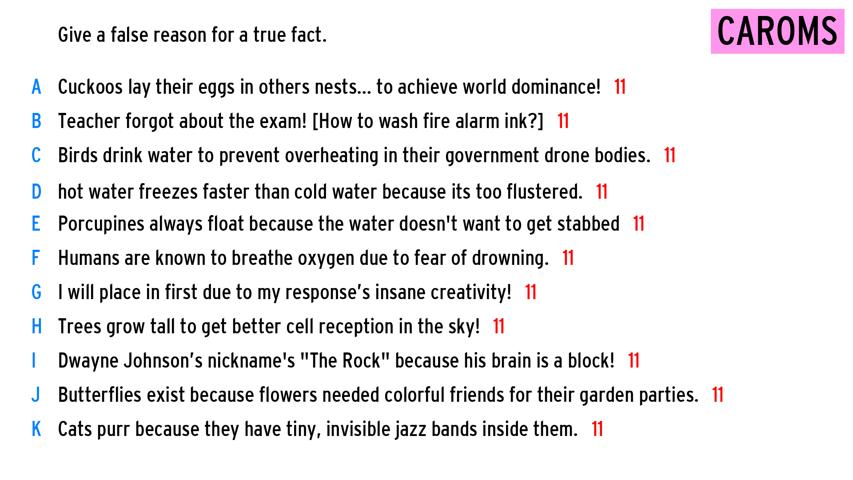 Give a false reason for a true fact.
CAROMS
A Cuckoos lay their eggs in others nests... to achieve world dominance! 11
B Teacher forgot about the exam! [How to wash fire alarm ink?] 11
C Birds drink water to prevent overheating in their government drone bodies. 11
D hot water freezes faster than cold water because its too flustered. 11
E Porcupines always float because the water doesn't want to get stabbed 11
F Humans are known to breathe oxygen due to fear of drowning. 11
G I will place in first due to my response’s insane creativity! 11
H Trees grow tall to get better cell reception in the sky! 11
I Dwayne Johnson’s nickname's "The Rock" because his brain is a block! 11
J Butterflies exist because flowers needed colorful friends for their garden parties. 11
K Cats purr because they have tiny, invisible jazz bands inside them. 11